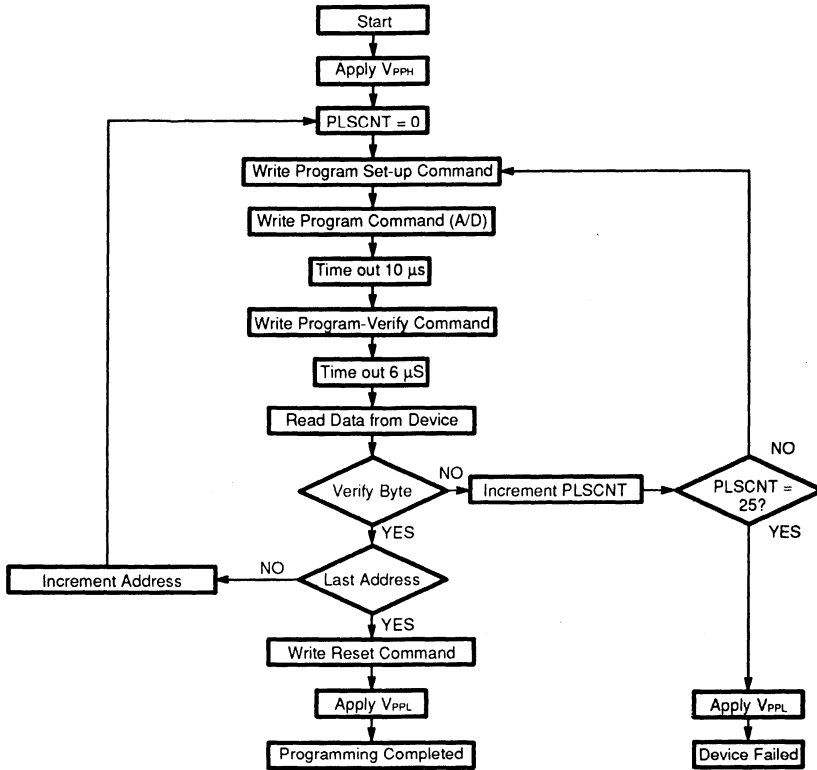 Start
Apply VPPH
PLSCNT = 0
Write Program Set-up Command
Write Program Command (A/D)
Time out 10 µs
Write Program-Verify Command
Time out 6 µS
Read Data from Device
Verify Byte
NO
Increment PLSCNT
PLSCNT =
25?
NO
YES
YES
Last Address
NO
Increment Address
YES
Write Reset Command
Apply VPPL
Programming Completed
Apply VPPL
Device Failed